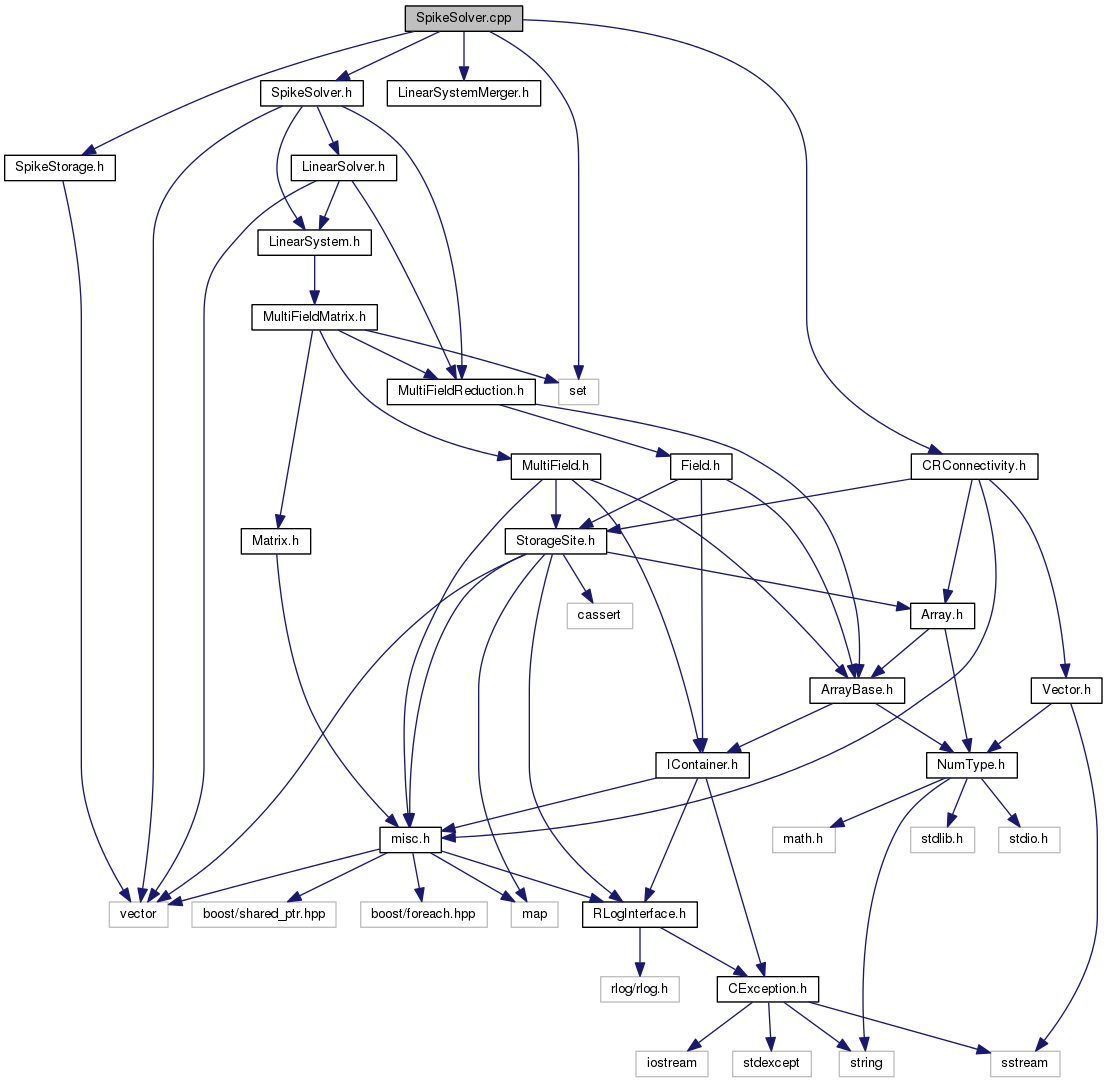 SpikeSolver.cpp
SpikeSolver.h
LinearSystemMerger.h
SpikeStorage.h
LinearSolver.h
LinearSystem.h
MultiFieldMatrix.h
MultiFieldReduction.h
set
MultiField.h
Field.h
CRConnectivity.h
Matrix.h
StorageSite.h
cassert
Array.h
ArrayBase.h
Vector.h
IContainer.h
NumType.h
misc.h
math.h
stdlib.h
stdio.h
vector
boost/shared_ptr.hpp
boost/foreach.hpp
map
RLogInterface.h
rlog/rlog.h
CException.h
iostream
stdexcept
string
sstream